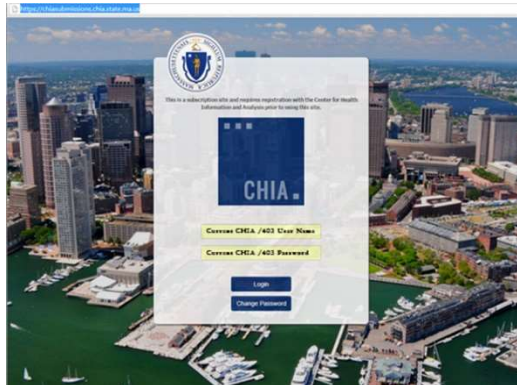 https://chiasubmissions.chia.state.ma.us
This is a subscription site and requires registration with the Center for Health
Information and Analysis prior to using this site.
CHIA.
Current CHIA /403 User Name
Current CHIA /403 Password
Login
Change Password